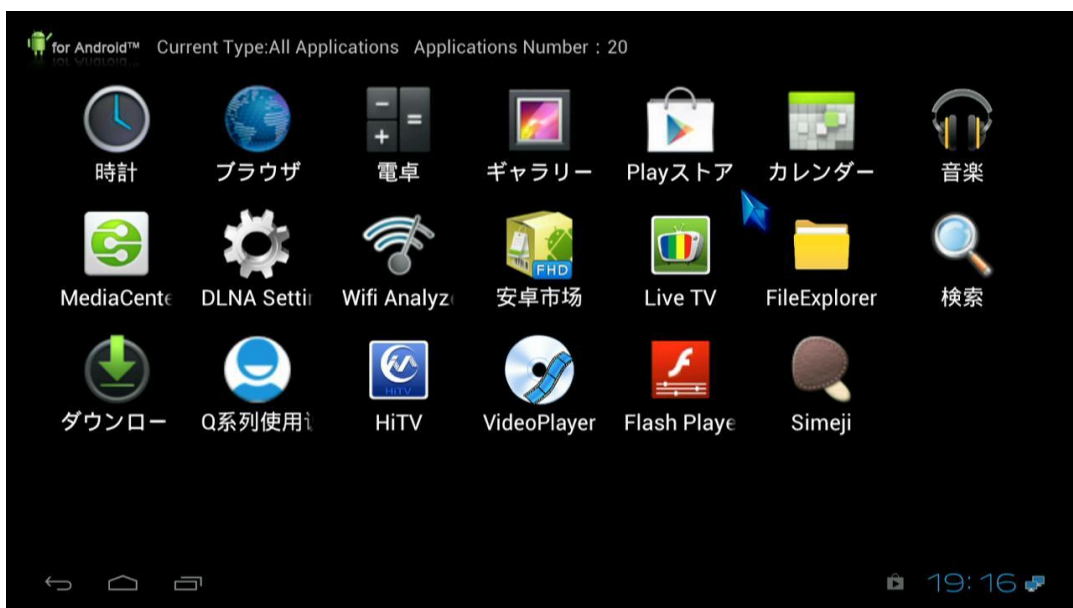 for Android™ Current Type:All Applications Applications Number : 20
時計 ブラウザ 電卓 ギャラリー Playストア カレンダー 音楽
MediaCente DLNA Settin Wifi Analyz 安卓市场 Live TV FileExplorer 検索
FHD
ダウンロー Q系列使用 HiTV VideoPlayer Flash Playe Simeji
HiTV
19:16